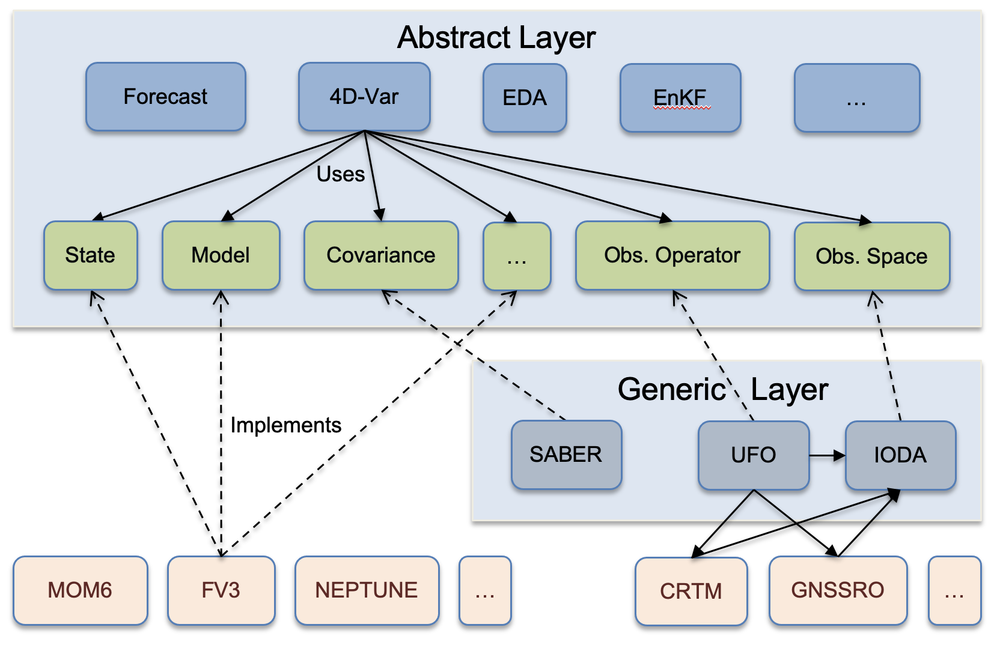 Abstract Layer
Forecast
4D-Var
EDA
EnKF
...
Uses
State
Model
Covariance
...
Obs. Operator
Obs. Space
Generic Layer
Implements
SABER
UFO
IODA
MOM6
FV3
NEPTUNE
...
CRTM
GNSSRO
...